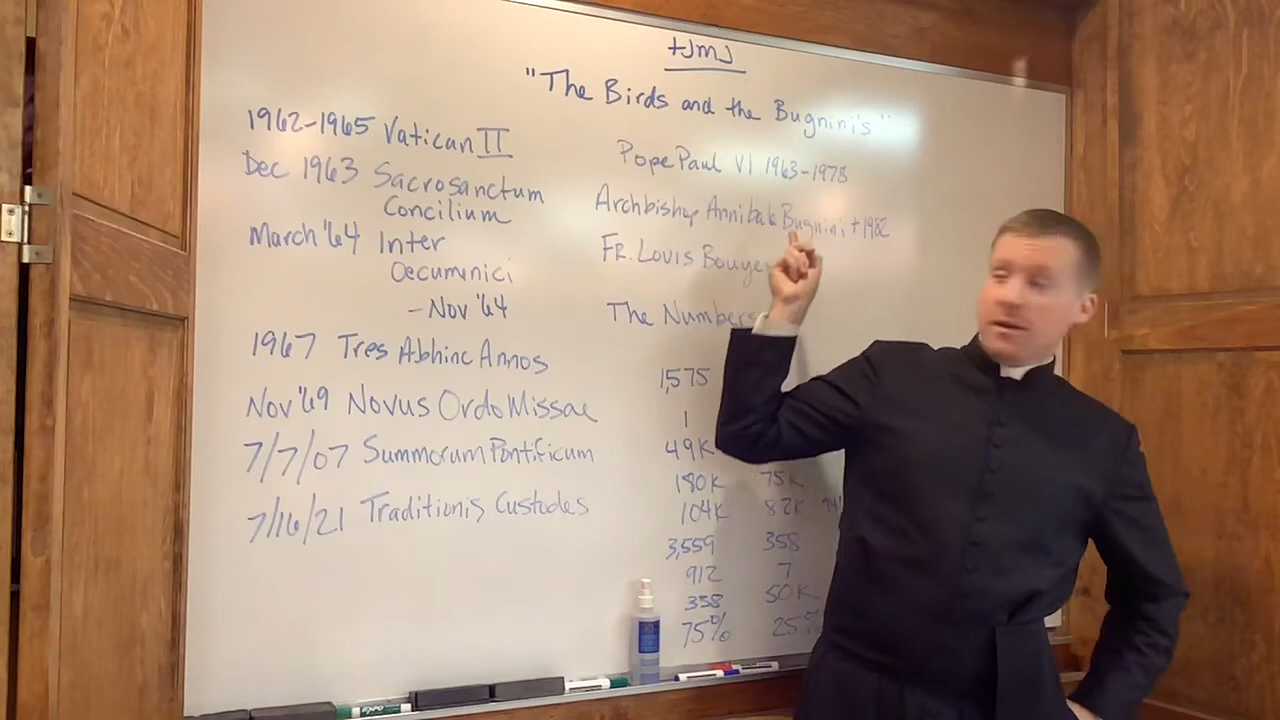 +JMJ
"The Birds and the Bugnini's"
1962-1965 Vatican II
Dec 1963 Sacrosanctum
Concilium
March '64 Inter
Oecumenici
- Nov '64
1967 Tres Abhinc Annos
Nov '69 Novus Ordo Missae
7/7/07 Summorum Pontificum
7/16/21 Traditionis Custodes
Pope Paul VI 1963-1978
Archbishop Annibale Bugnini +1982
Fr. Louis Bouyer
The Numbers
1,575
1
49K
180K 75K
104K 82K
3,559 358
912 7
338 50K
75% 25%
EXPO